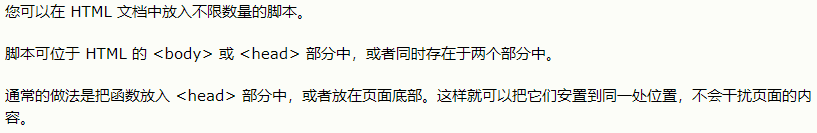 您可以在 HTML 文档中放入不限数量的脚本。
脚本可位于 HTML 的 <body> 或 <head> 部分中，或者同时存在于两个部分中。
通常的做法是把函数放入 <head> 部分中，或者放在页面底部。这样就可以把它们安置到同一处位置，不会干扰页面的内
容。